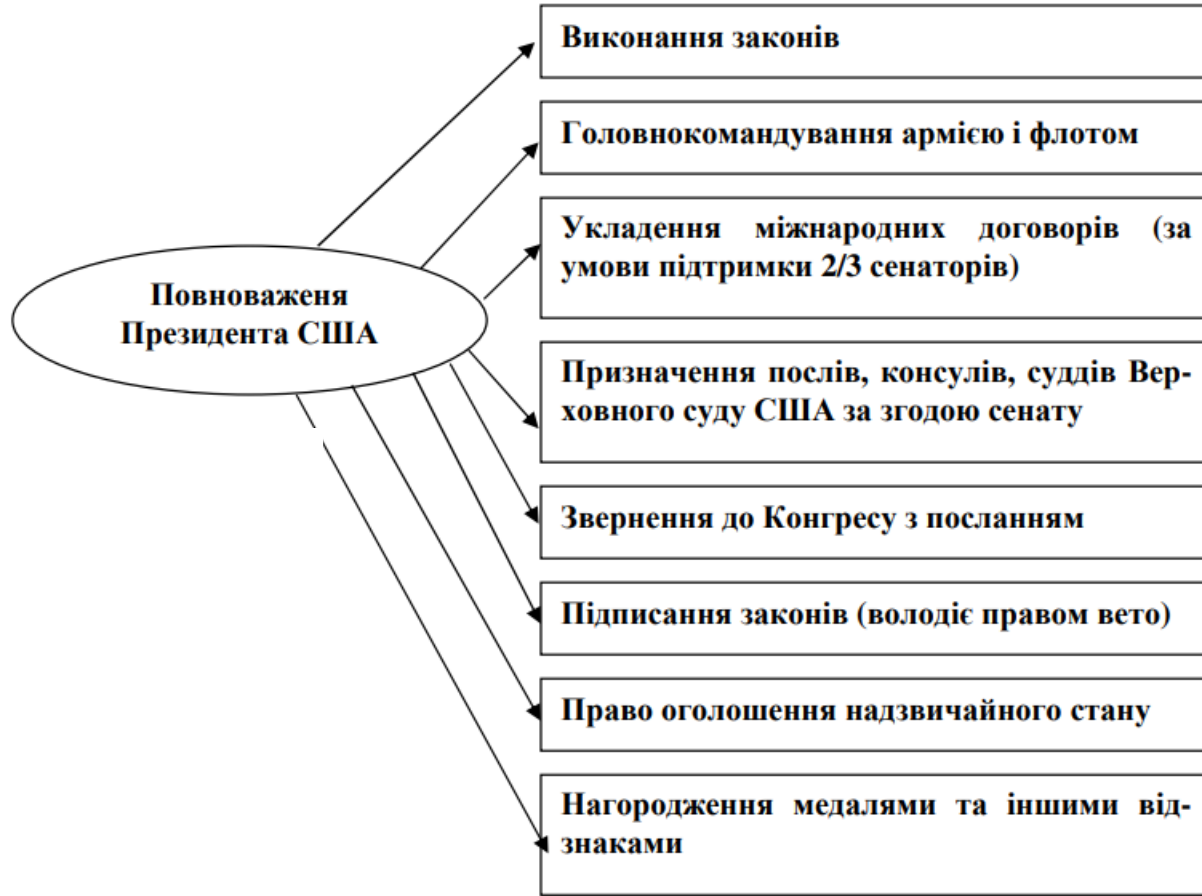 Виконання законів
Головнокомандування армією і флотом
Укладення міжнародних договорів (за
умови підтримки 2/3 сенаторів)
Повноваженя
Президента США
Призначення послів, консулів, суддів Вер-
ховного суду США за згодою сенату
Звернення до Конгресу з посланням
Підписання законів (володіє правом вето)
Право оголошення надзвичайного стану
Нагородження медалями та іншими від-
знаками